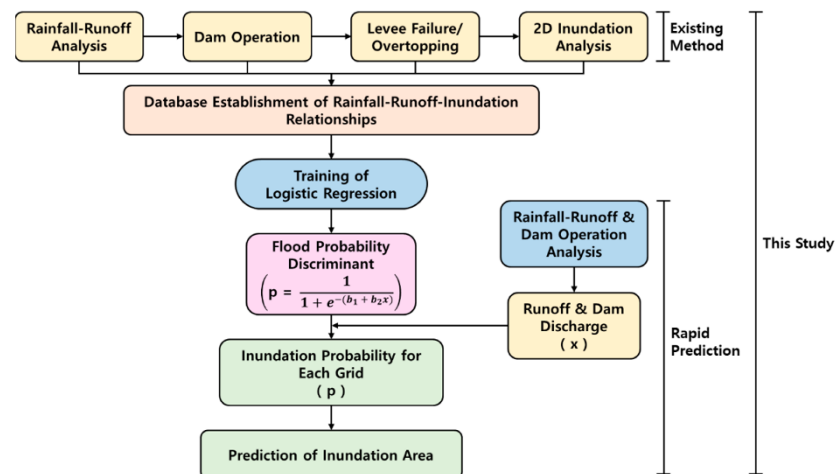 Rainfall-Runoff
Analysis
Dam Operation
Levee Failure/
Overtopping
2D Inundation
Analysis
Existing
Method
Database Establishment of Rainfall-Runoff-Inundation
Relationships
Training of
Logistic Regression
Rainfall-Runoff &
Dam Operation
Analysis
This Study
Flood Probability
Discriminant
(p = 1 / (1 + e^-(b₁ + b₂x)))
Runoff & Dam
Discharge
( x )
Rapid
Prediction
Inundation Probability for
Each Grid
( p )
Prediction of Inundation Area